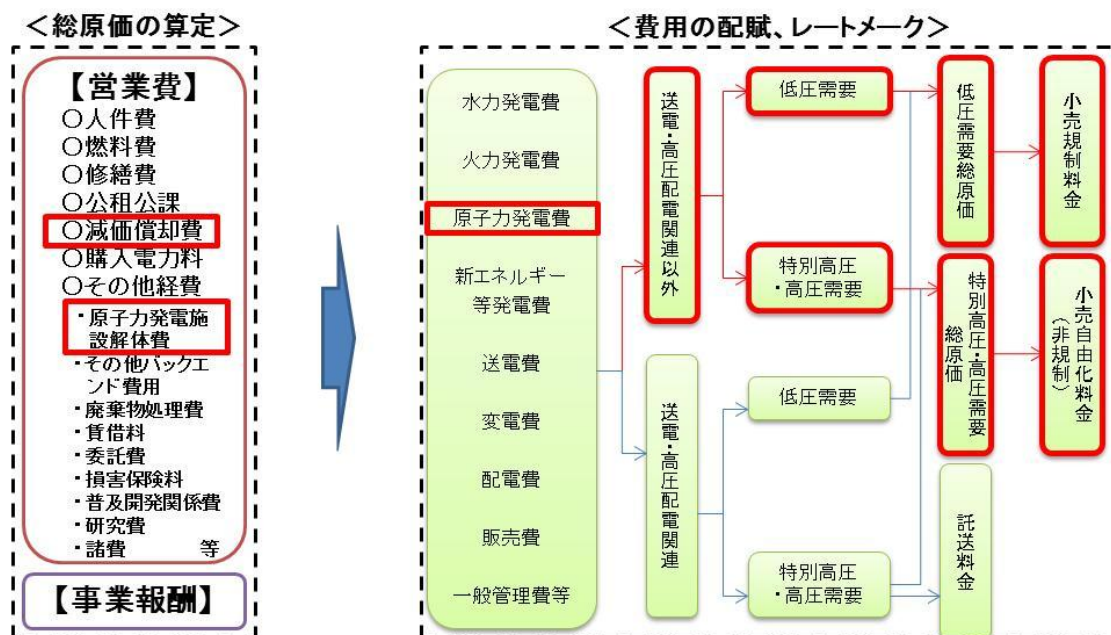 ＜総原価の算定＞
【営業費】
○人件費
○燃料費
○修繕費
○公租公課
○減価償却費
○購入電力料
○その他経費
・原子力発電施
設解体費
・その他バックエ
ンド費用
・廃棄物処理費
・賃借料
・委託費
・損害保険料
・普及開発関係費
・研究費
・諸費　　等
【事業報酬】
＜費用の配賦、レートメーク＞
水力発電費
火力発電費
原子力発電費
新エネルギー
等発電費
送電費
変電費
配電費
販売費
一般管理費等
送電・高圧配電関連以外
送電・高圧配電関連
低圧需要
特別高圧
・高圧需要
低圧需要
特別高圧
・高圧需要
低圧需要総原価
特別高圧・高圧需要
総原価
託送料金
小売規制料金
小売自由化料金
（非規制）